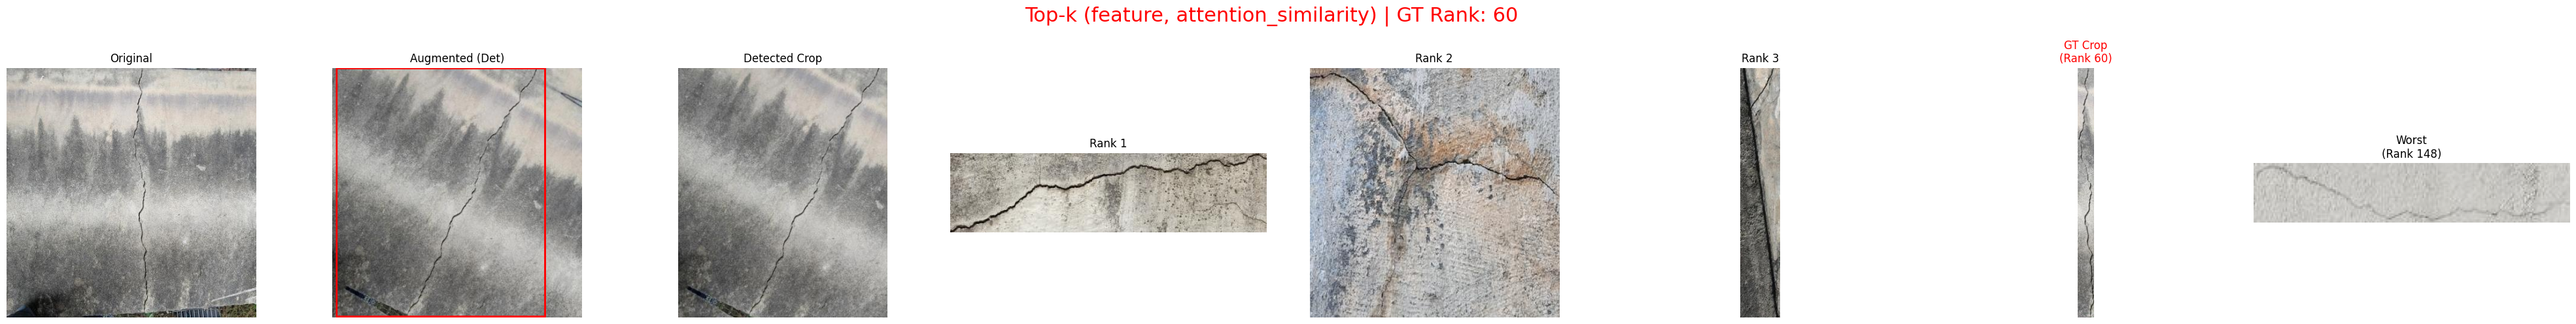 Top-k (feature, attention_similarity) | GT Rank: 60
Original
Augmented (Det)
Detected Crop
Rank 1
Rank 2
Rank 3
GT Crop
(Rank 60)
Worst
(Rank 148)